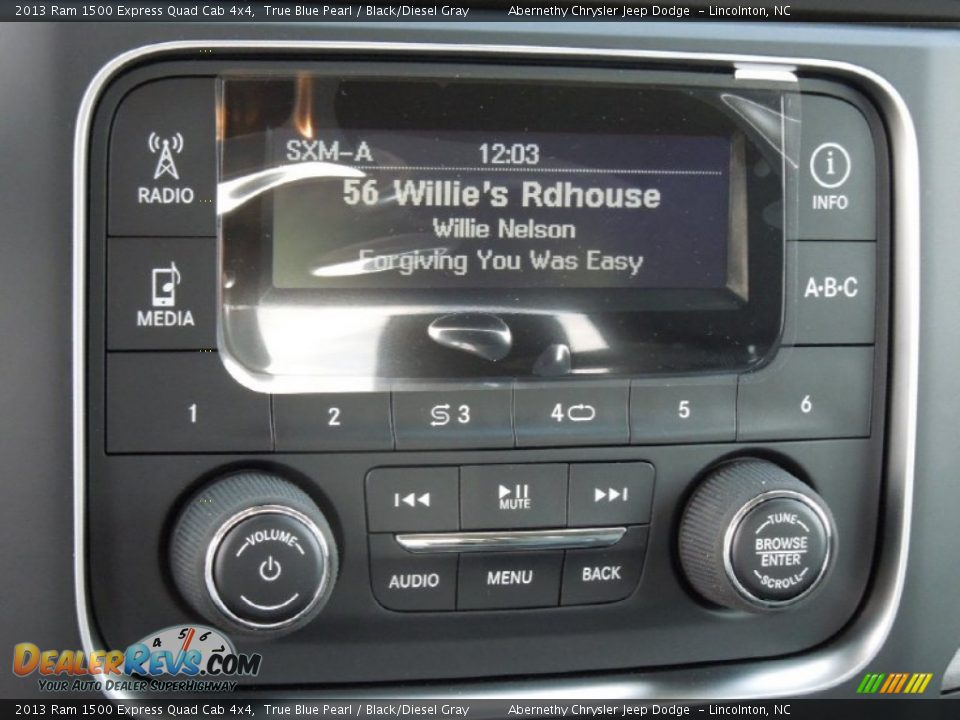 2013 Ram 1500 Express Quad Cab 4x4, True Blue Pearl / Black/Diesel Gray Abernethy Chrysler Jeep Dodge - Lincolnton, NC
SXM-A 12:03
56 Willie's Rdhouse
Willie Nelson
Forgiving You Was Easy
RADIO
MEDIA
i
INFO
A·B·C
1 2 3 4 5 6
MUTE
AUDIO MENU BACK
VOLUME
TUNE
BROWSE
ENTER
SCROLL
4 5 6
DealerRevs.com
Your Auto Dealer SuperHighway
2013 Ram 1500 Express Quad Cab 4x4, True Blue Pearl / Black/Diesel Gray Abernethy Chrysler Jeep Dodge - Lincolnton, NC